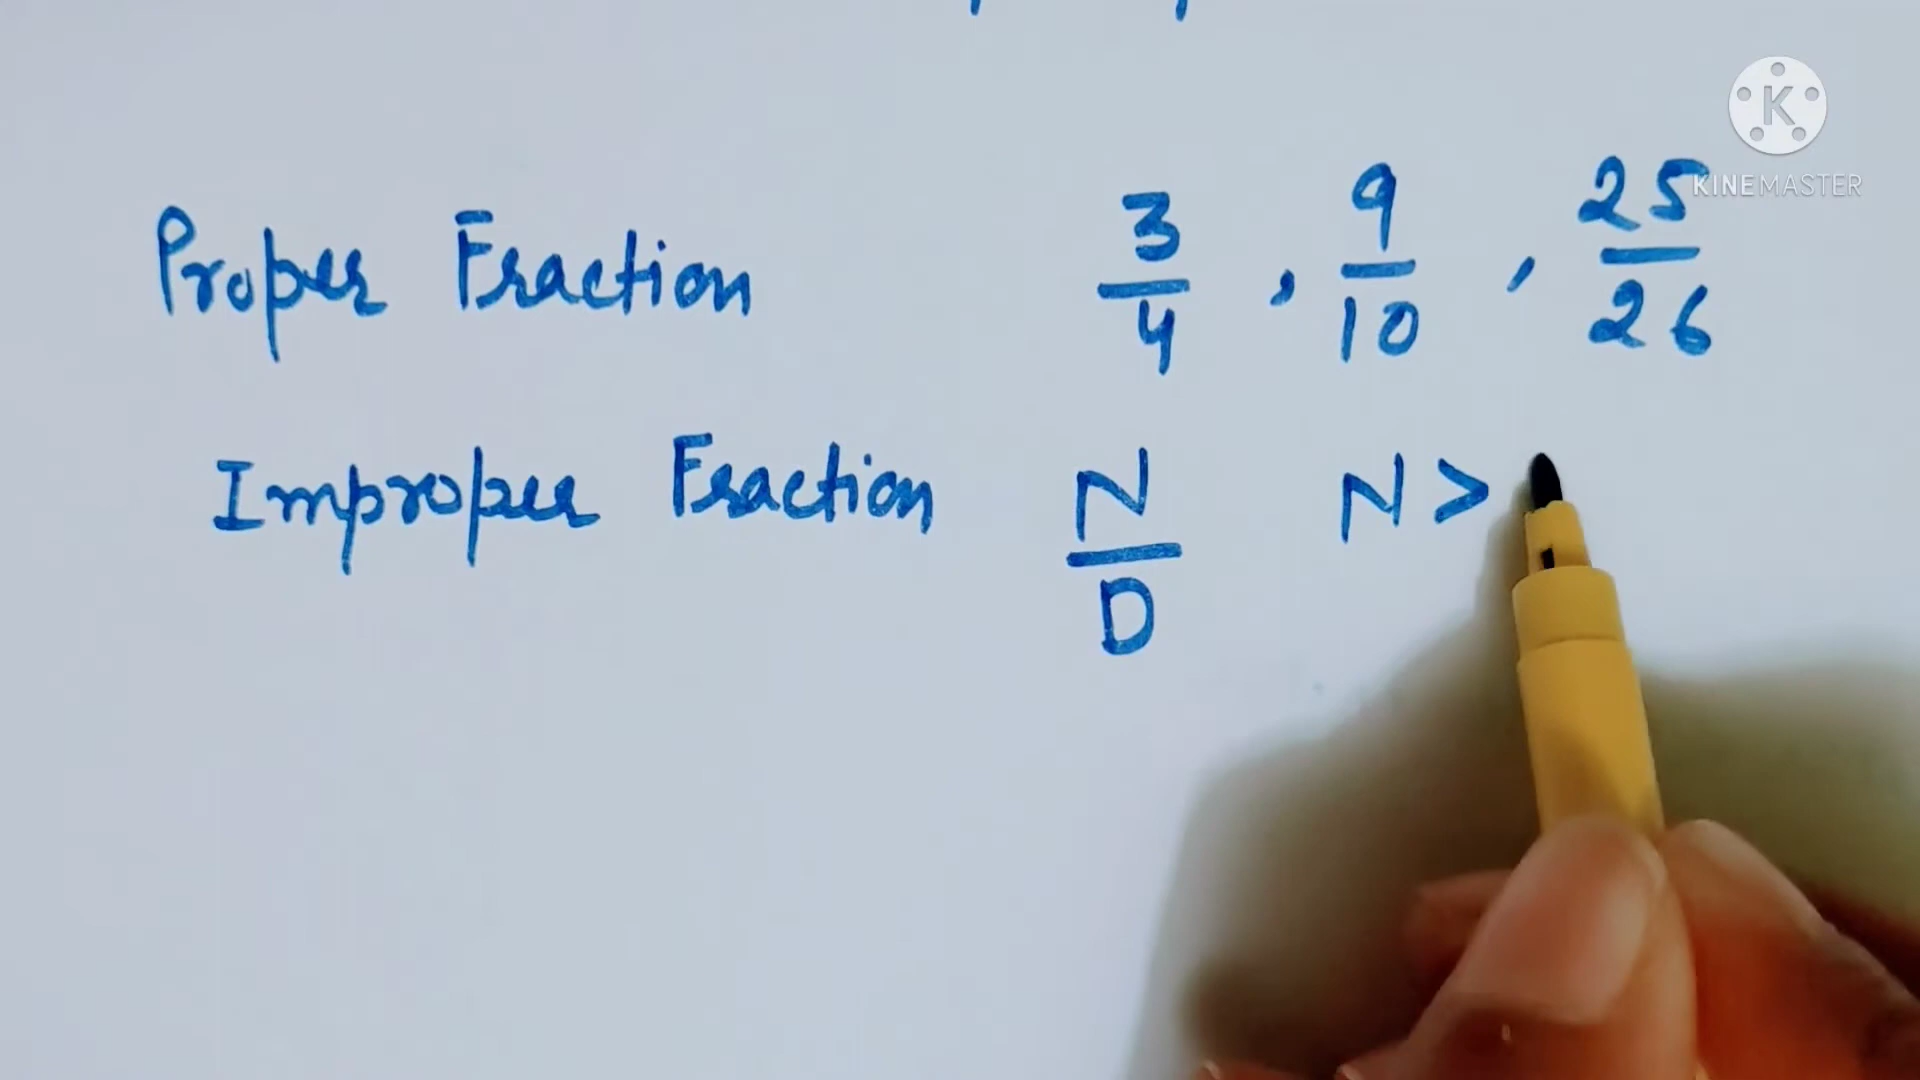 K
KINEMASTER
Proper Fraction 3/4 , 9/10 , 25/26
Improper Fraction N/D N >